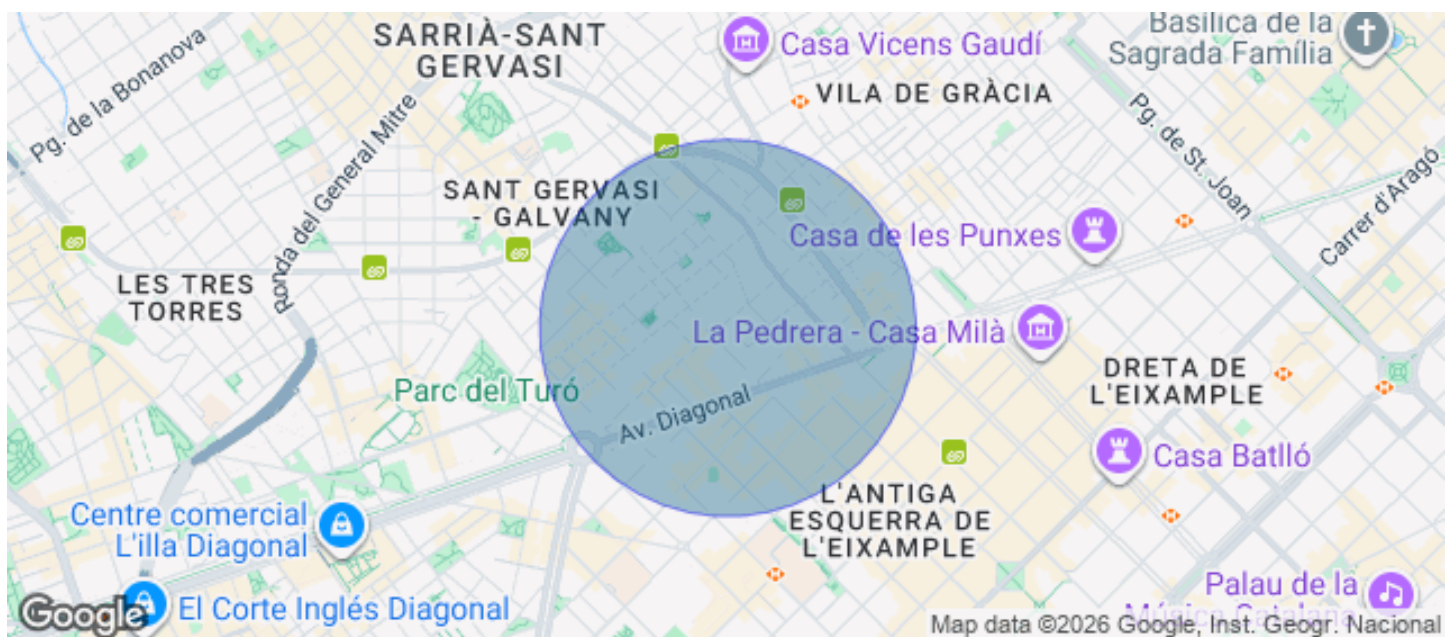 Basílica de la
Sagrada Família
SARRIÀ-SANT
GERVASI
Casa Vicens Gaudí
Pg. de la Bonanova
VILA DE GRÀCIA
Ronda del General Mitre
Pg. de St. Joan
SANT GERVASI
- GALVANY
Carrer d'Aragó
Casa de les Punxes
LES TRES
TORRES
La Pedrera - Casa Milà
DRETA DE
L'EIXAMPLE
Parc del Turó
Av. Diagonal
Casa Batlló
L'ANTIGA
ESQUERRA DE
L'EIXAMPLE
Centre comercial
L'illa Diagonal
Palau de la
Música Catalana
El Corte Inglés Diagonal
Google
Map data ©2026 Google, Inst. Geogr. Nacional